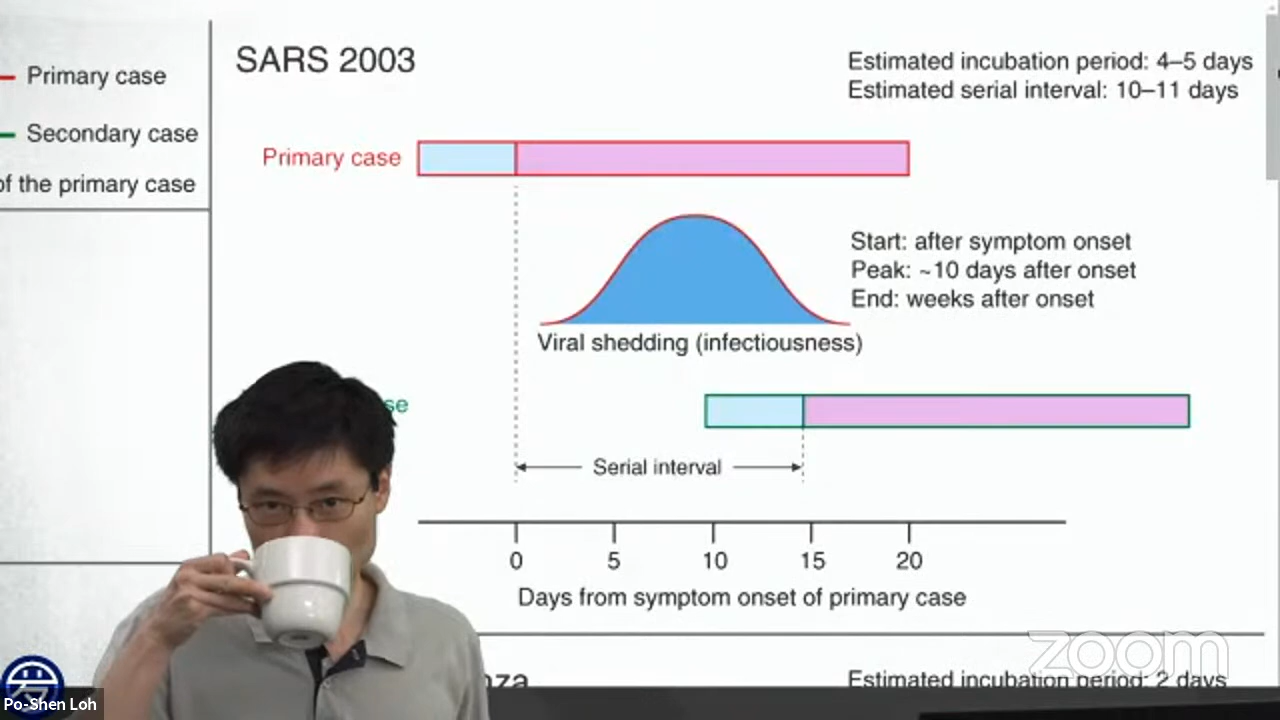 Primary case
Secondary case
of the primary case
SARS 2003
Estimated incubation period: 4–5 days
Estimated serial interval: 10–11 days
Primary case
Start: after symptom onset
Peak: ~10 days after onset
End: weeks after onset
Viral shedding (infectiousness)
se
Serial interval
0 5 10 15 20
Days from symptom onset of primary case
zoom
nza
Estimated incubation period: 2 days
Po-Shen Loh